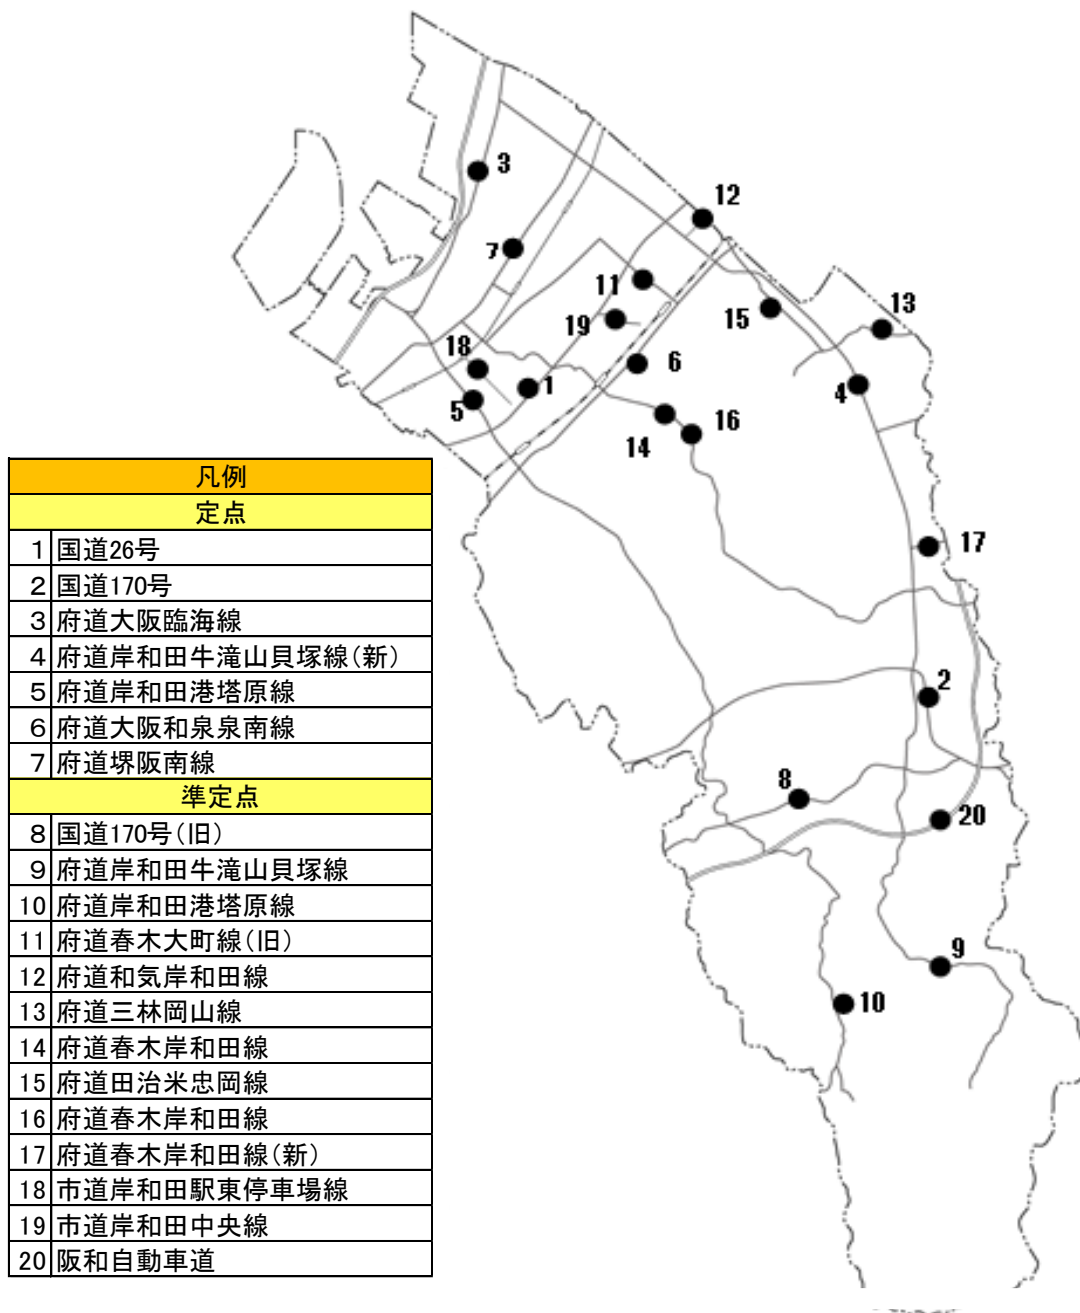 3
12
7
11
13
15
19
18
6
1
4
5
14
16
17
2
8
20
9
10
凡例
定点
1 国道26号
2 国道170号
3 府道大阪臨海線
4 府道岸和田牛滝山貝塚線(新)
5 府道岸和田港塔原線
6 府道大阪和泉泉南線
7 府道堺阪南線
準定点
8 国道170号(旧)
9 府道岸和田牛滝山貝塚線
10 府道岸和田港塔原線
11 府道春木大町線(旧)
12 府道和気岸和田線
13 府道三林岡山線
14 府道春木岸和田線
15 府道田治米忠岡線
16 府道春木岸和田線
17 府道春木岸和田線(新)
18 市道岸和田駅東停車場線
19 市道岸和田中央線
20 阪和自動車道